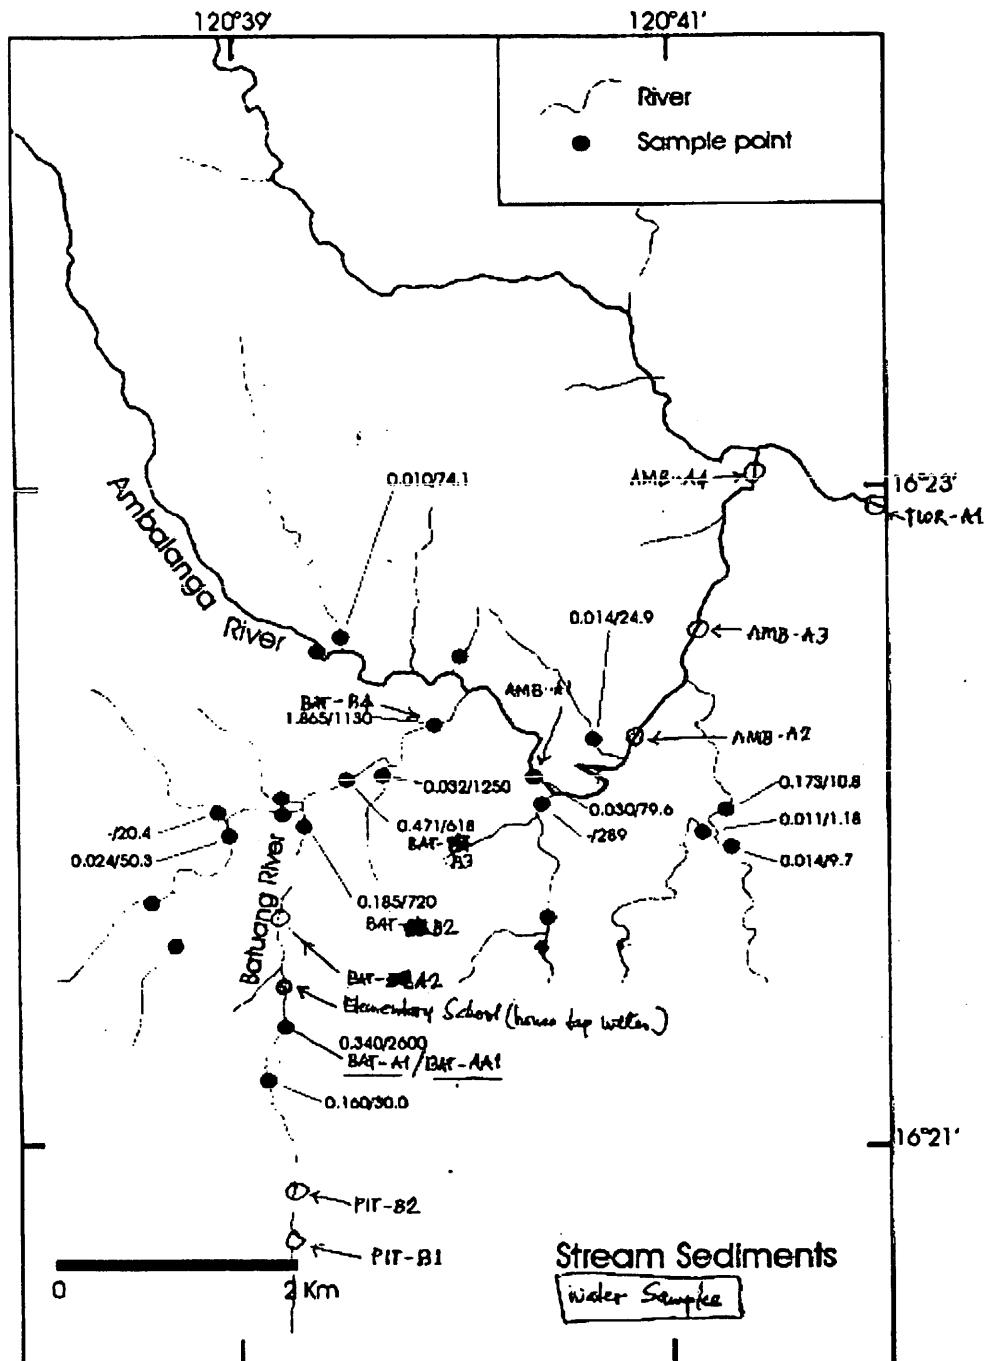 120°39'
120°41'
River
Sample point
0.010/74.1
AMB-A4
16°23'
TWR-A1
Ambalanga
River
0.014/24.9
AMB-A3
AMB-A1
BAT-B4
1.865/1130
AMB-A2
0.032/1250
0.173/10.8
0.030/79.6
0.011/1.18
-/20.4
0.471/618
-/289
0.024/50.3
BAT-
B3
0.014/9.7
Batuang River
0.185/720
BAT- B2
BAT- A2
Elementary School (house tap water)
0.340/2600
BAT-A1/BAT-AA1
0.160/30.0
16°21'
PIT-B2
PIT-B1
Stream Sediments
0
2 Km
Water Samples